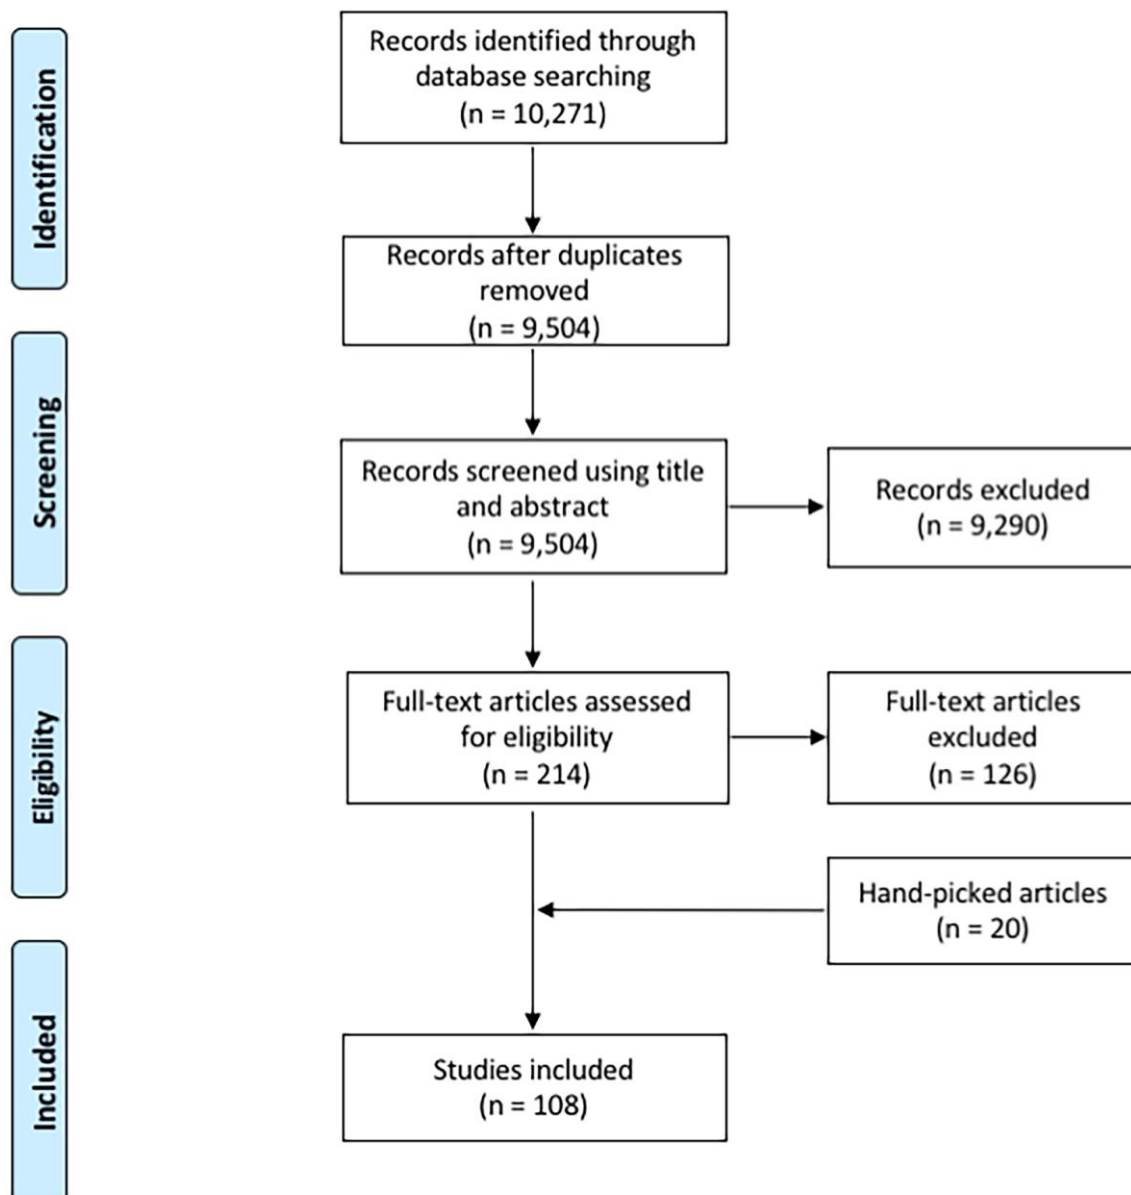 Identification
Records identified through
database searching
(n = 10,271)
Records after duplicates
removed
(n = 9,504)
Screening
Records screened using title
and abstract
(n = 9,504)
Records excluded
(n = 9,290)
Eligibility
Full-text articles assessed
for eligibility
(n = 214)
Full-text articles
excluded
(n = 126)
Hand-picked articles
(n = 20)
Included
Studies included
(n = 108)